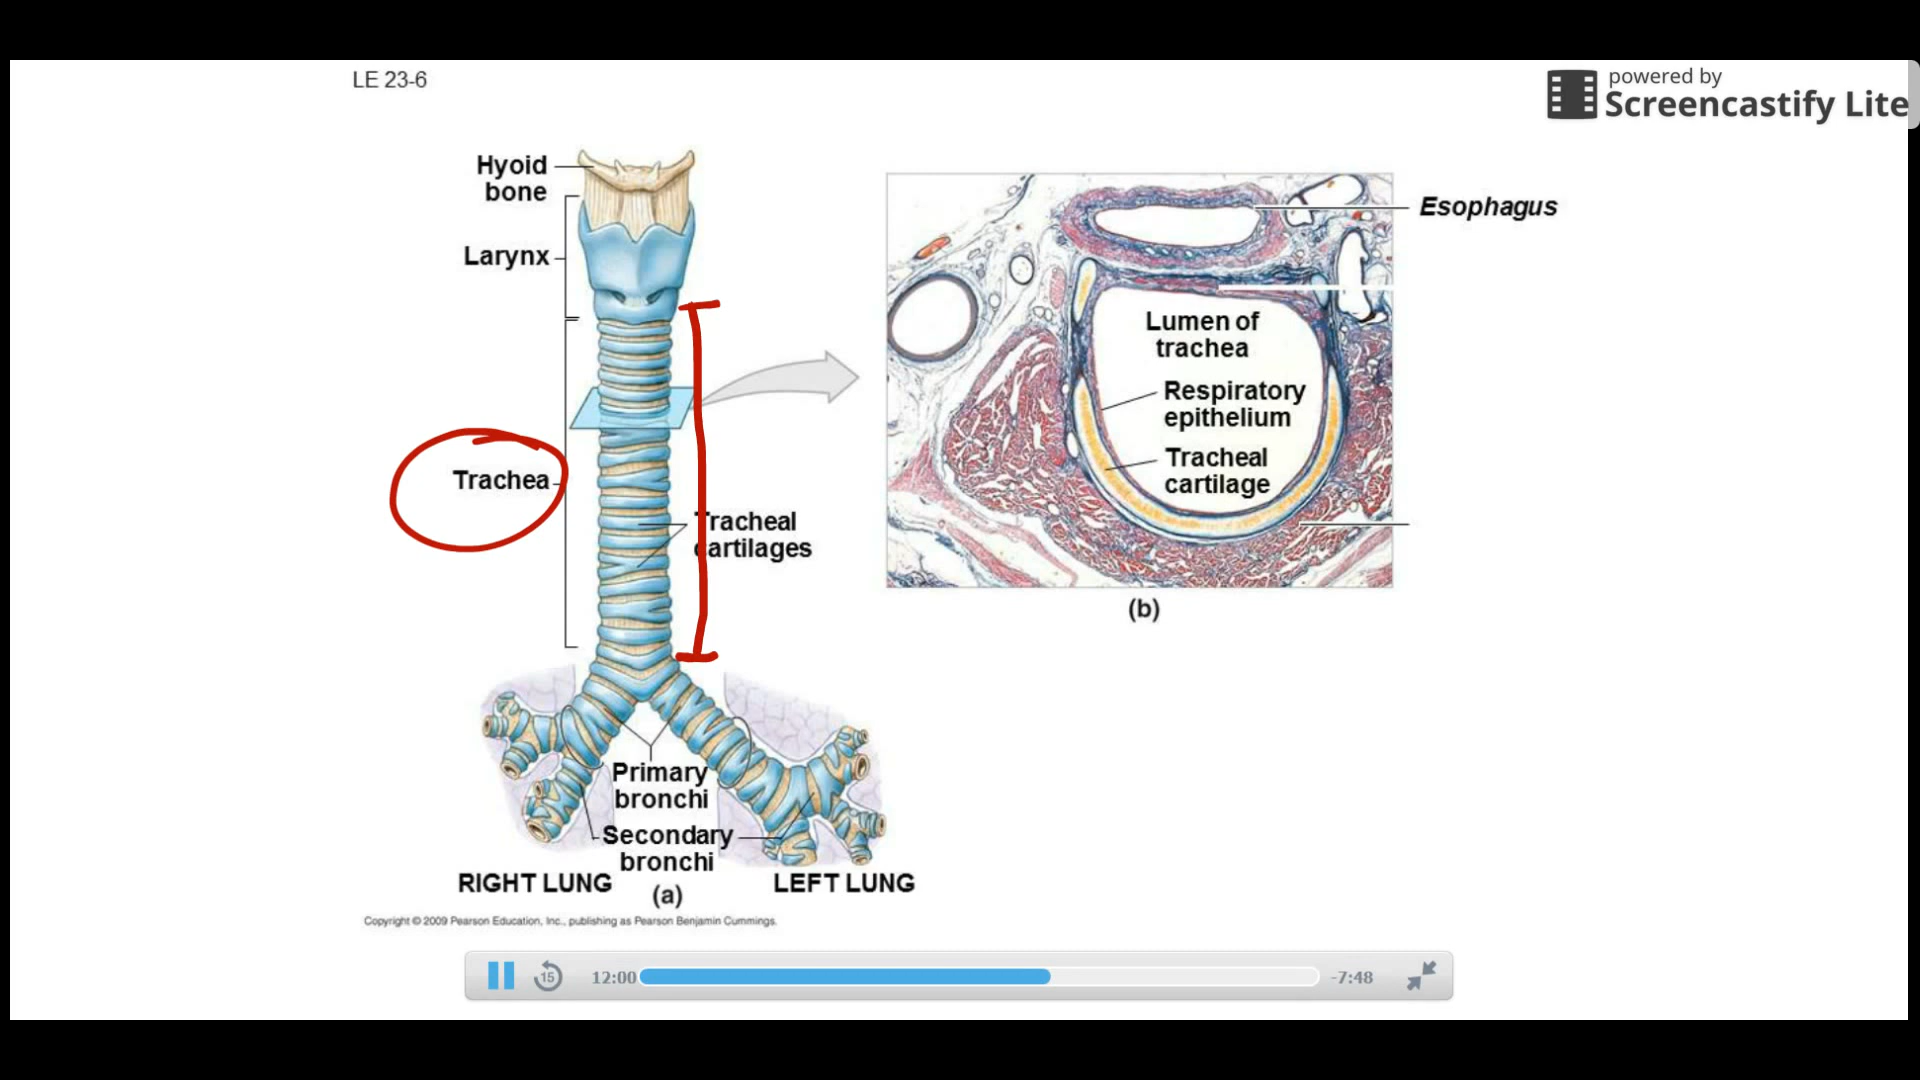 LE 23-6
powered by
Screencastify Lite
Hyoid
bone
Larynx
Trachea
Tracheal
cartilages
Primary
bronchi
Secondary
bronchi
RIGHT LUNG
(a)
LEFT LUNG
Esophagus
Lumen of
trachea
Respiratory
epithelium
Tracheal
cartilage
(b)
Copyright © 2009 Pearson Education, Inc., publishing as Pearson Benjamin Cummings.
15
12:00
-7:48